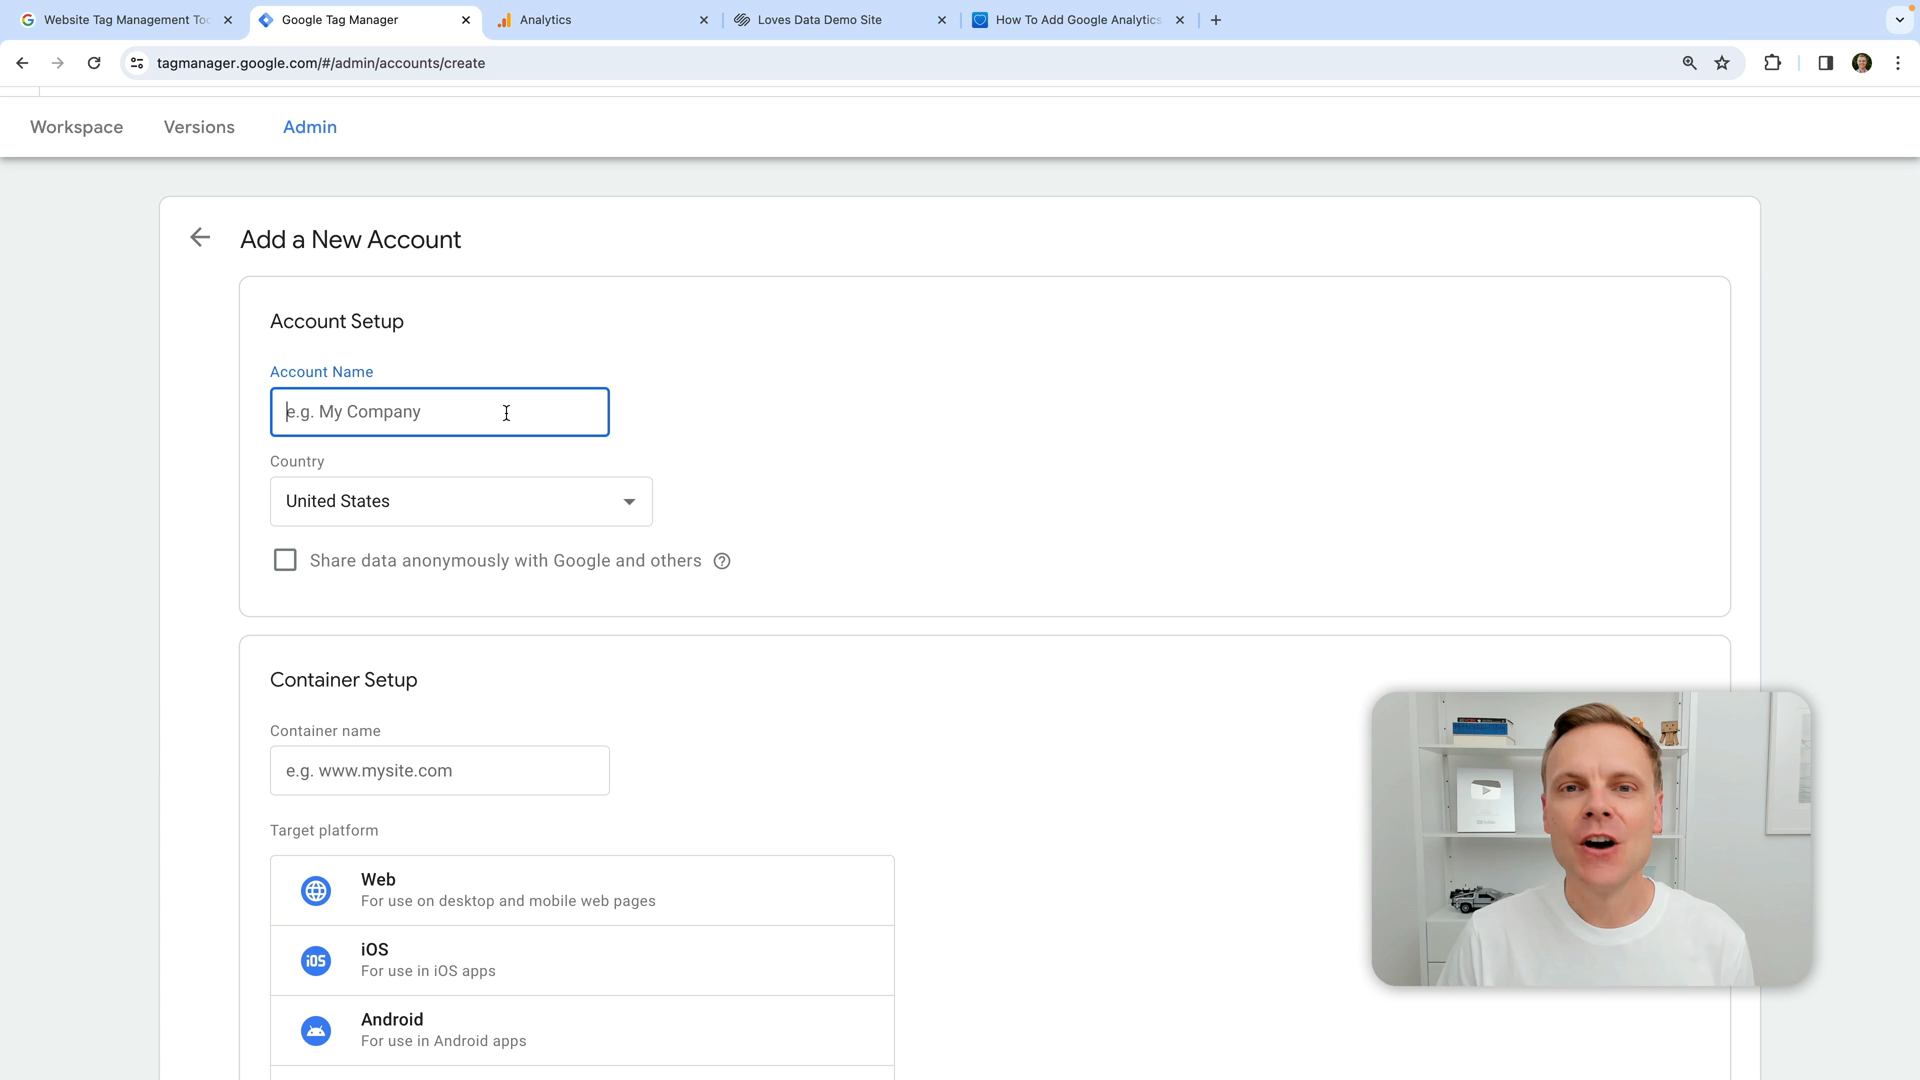 Website Tag Management To
Google Tag Manager
Analytics
Loves Data Demo Site
How To Add Google Analytics
tagmanager.google.com/#/admin/accounts/create
Workspace
Versions
Admin
Add a New Account
Account Setup
Account Name
e.g. My Company
Country
United States
Share data anonymously with Google and others
Container Setup
Container name
e.g. www.mysite.com
Target platform
Web
For use on desktop and mobile web pages
iOS
iOS
For use in iOS apps
Android
For use in Android apps